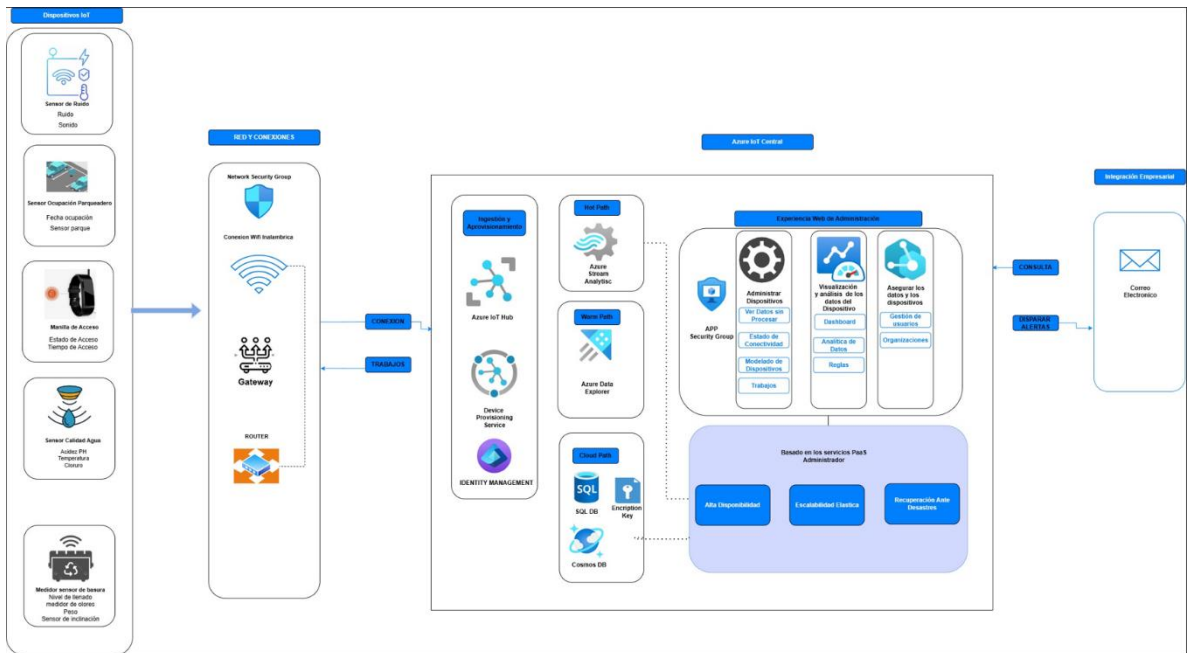 Dispositivos IoT
Sensor de Ruido
Ruido
Sonido
Sensor Ocupación Parqueadero
Fecha ocupación
Sensor parque
Manilla de Acceso
Estado de Acceso
Tiempo de Acceso
Sensor Calidad Agua
Acidez PH
Temperatura
Cloruro
Medidor sensor de basura
Nivel de llenado
medidor de olores
Peso
Sensor de inclinación
RED Y CONEXIONES
Network Security Group
Conexion Wifi Inalambrica
Gateway
ROUTER
CONEXION
TRABAJOS
Azure IoT Central
Ingestión y
Aprovisionamiento
Azure IoT Hub
Device
Provisioning
Service
IDENTITY MANAGEMENT
Hot Path
Azure
Stream
Analytisc
Warm Path
Azure Data
Explorer
Cloud Path
SQL
SQL DB
Encription
Key
Cosmos DB
Experiencia Web de Administración
APP
Security Group
Administrar
Dispositivos
Ver Datos sin
Procesar
Estado de
Conectividad
Modelado de
Dispositivos
Trabajos
Visualización
y análisis de los
datos del
Dispositivo
Dashboard
Analítica de
Datos
Reglas
Asegurar los
datos y los
dispositivos
Gestión de
usuarios
Organizaciones
Basado en los servicios PaaS
Administrador
Alta Disponibilidad
Escalabilidad Elastica
Recuperación Ante
Desastres
CONSULTA
DISPARAR
ALERTAS
Integración Empresarial
Correo
Electronico